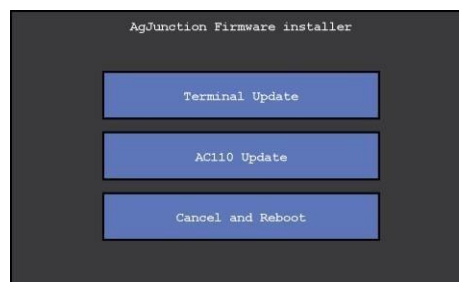 AgJunction Firmware installer
Terminal Update
AC110 Update
Cancel and Reboot